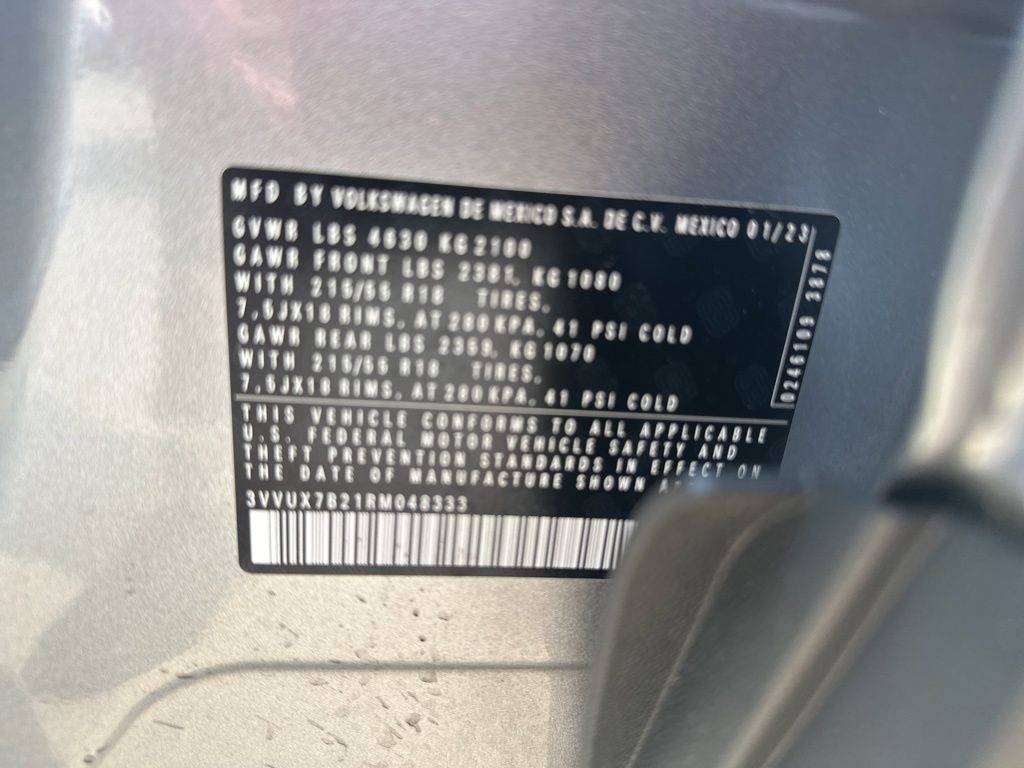 MFD BY VOLKSWAGEN DE MEXICO S.A. DE C.V. MEXICO 01/23
GVWR LBS 4630 KG 2100
GAWR FRONT LBS 2381, KG 1080
WITH 215/55 R18 TIRES,
7,5JX18 RIMS, AT 280 KPA, 41 PSI COLD
GAWR REAR LBS 2359, KG 1070
WITH 215/55 R18 TIRES,
7,5JX18 RIMS, AT 280 KPA, 41 PSI COLD
0246109 3878
THIS VEHICLE CONFORMS TO ALL APPLICABLE
U.S. FEDERAL MOTOR VEHICLE SAFETY AND
THEFT PREVENTION STANDARDS IN EFFECT ON
THE DATE OF MANUFACTURE SHOWN
3VVUX7B21RM048333